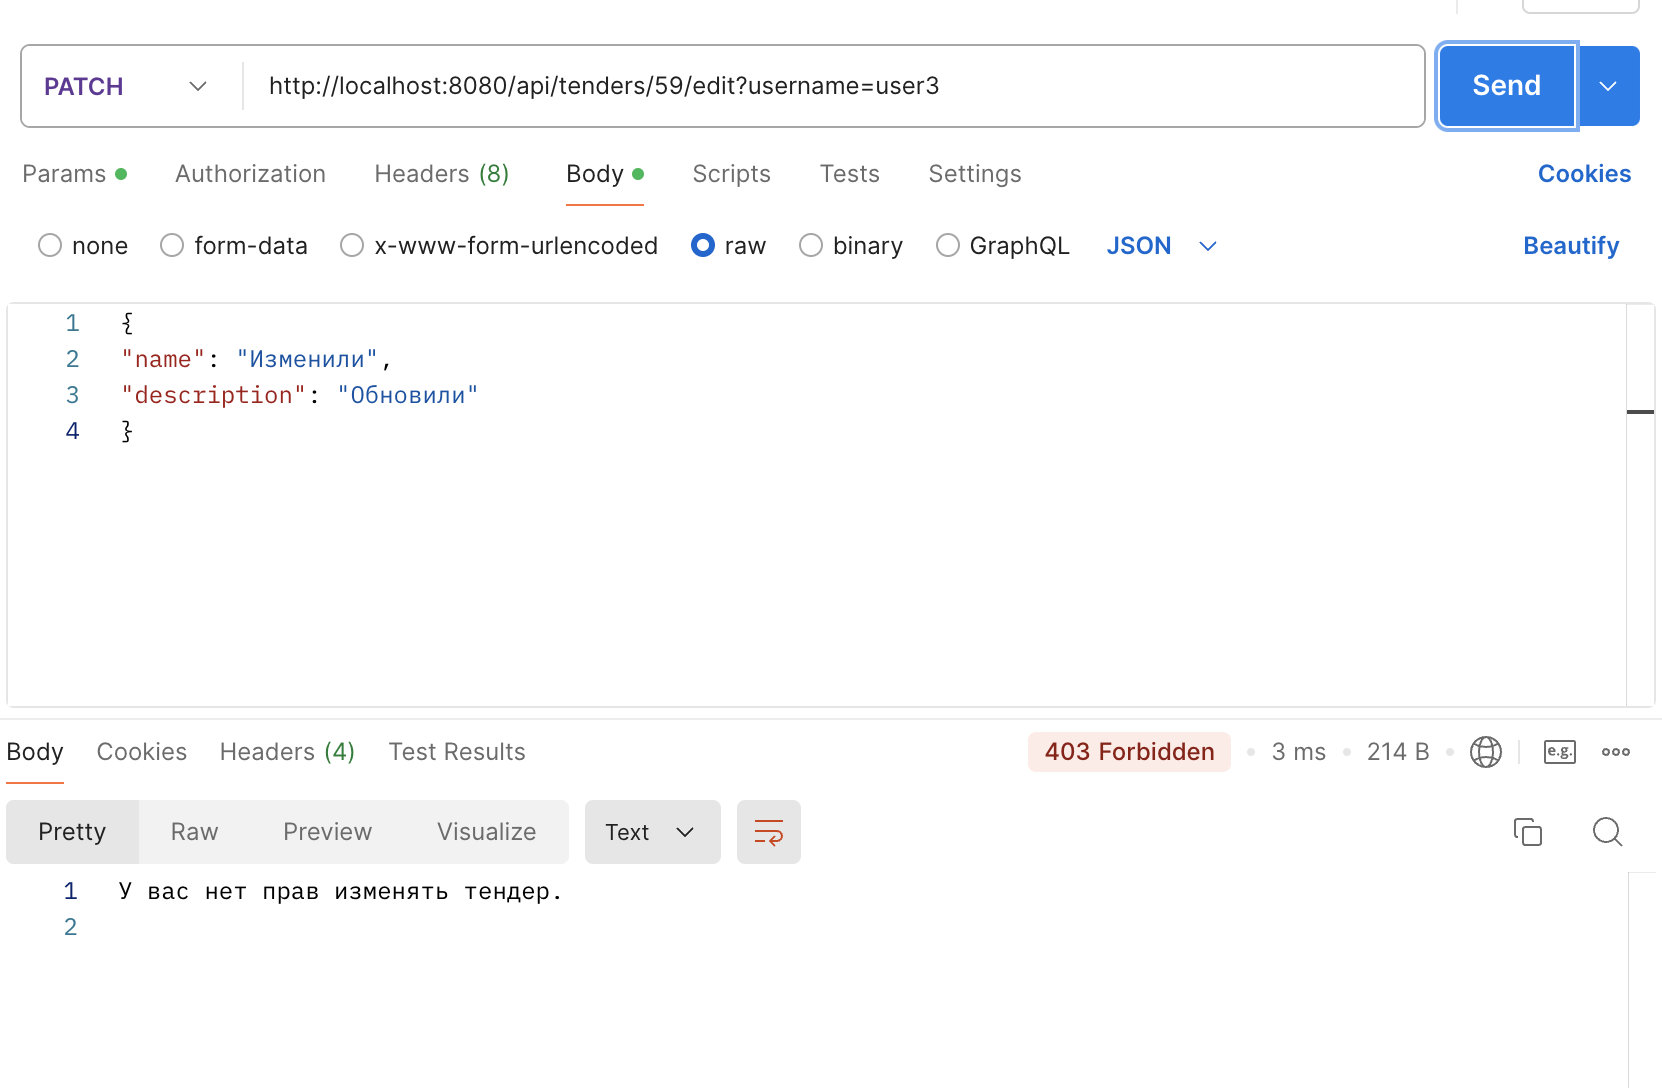 PATCH http://localhost:8080/api/tenders/59/edit?username=user3 Send
Params Authorization Headers (8) Body Scripts Tests Settings Cookies
none form-data x-www-form-urlencoded raw binary GraphQL JSON Beautify
1 {
2 "name": "Изменили",
3 "description": "Обновили"
4 }
Body Cookies Headers (4) Test Results 403 Forbidden 3 ms 214 B e.g.
Pretty Raw Preview Visualize Text
1 У вас нет прав изменять тендер.
2